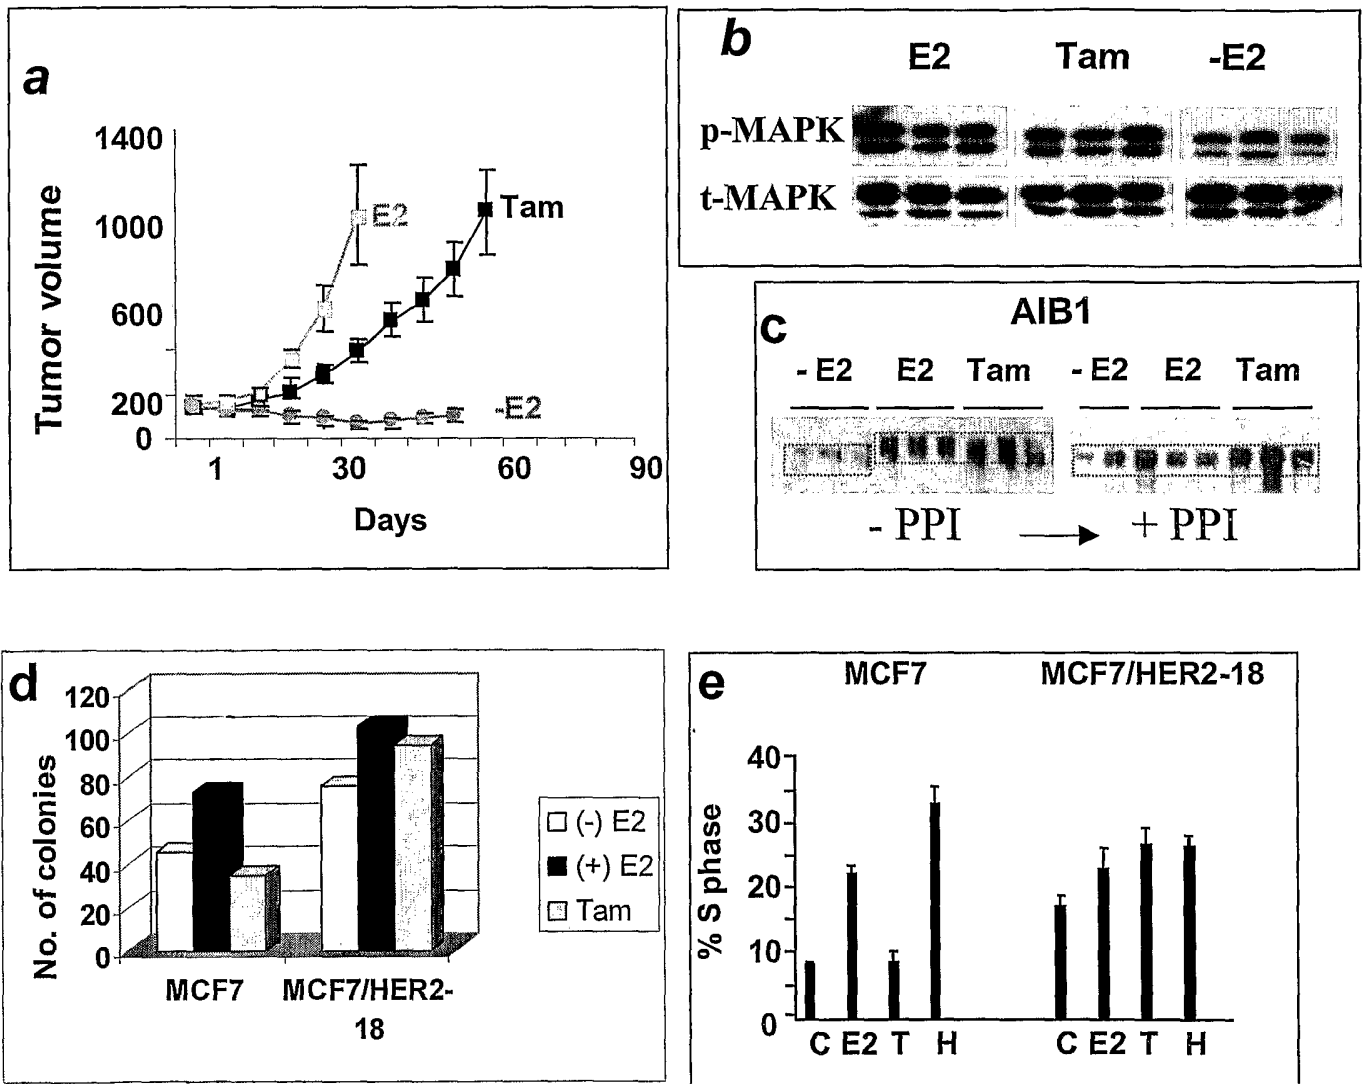 a
1400
1000
600
200
0
Tumor volume
E2
Tam
-E2
1 30 60 90
Days
b
E2 Tam -E2
p-MAPK
t-MAPK
c
AIB1
- E2 E2 Tam - E2 E2 Tam
- PPI + PPI
d
120
100
80
60
40
20
0
No. of colonies
MCF7 MCF7/HER2-
18
(-) E2
(+) E2
Tam
e
MCF7 MCF7/HER2-18
40
30
20
10
0
% S phase
C E2 T H C E2 T H